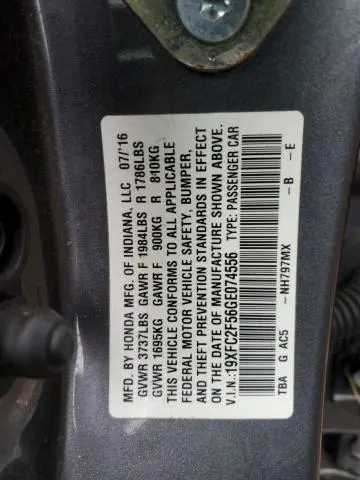 MFD. BY HONDA MFG. OF INDIANA, LLC 07/'16
GVWR 3737LBS GAWR F 1984LBS R 1786LBS
GVWR 1695KG GAWR F 900KG R 810KG
THIS VEHICLE CONFORMS TO ALL APPLICABLE
FEDERAL MOTOR VEHICLE SAFETY, BUMPER,
AND THEFT PREVENTION STANDARDS IN EFFECT
ON THE DATE OF MANUFACTURE SHOWN ABOVE.
V.I.N.:19XFC2F56GE074556 TYPE: PASSENGER CAR
TBA G AC5 -NH797MX -B -E